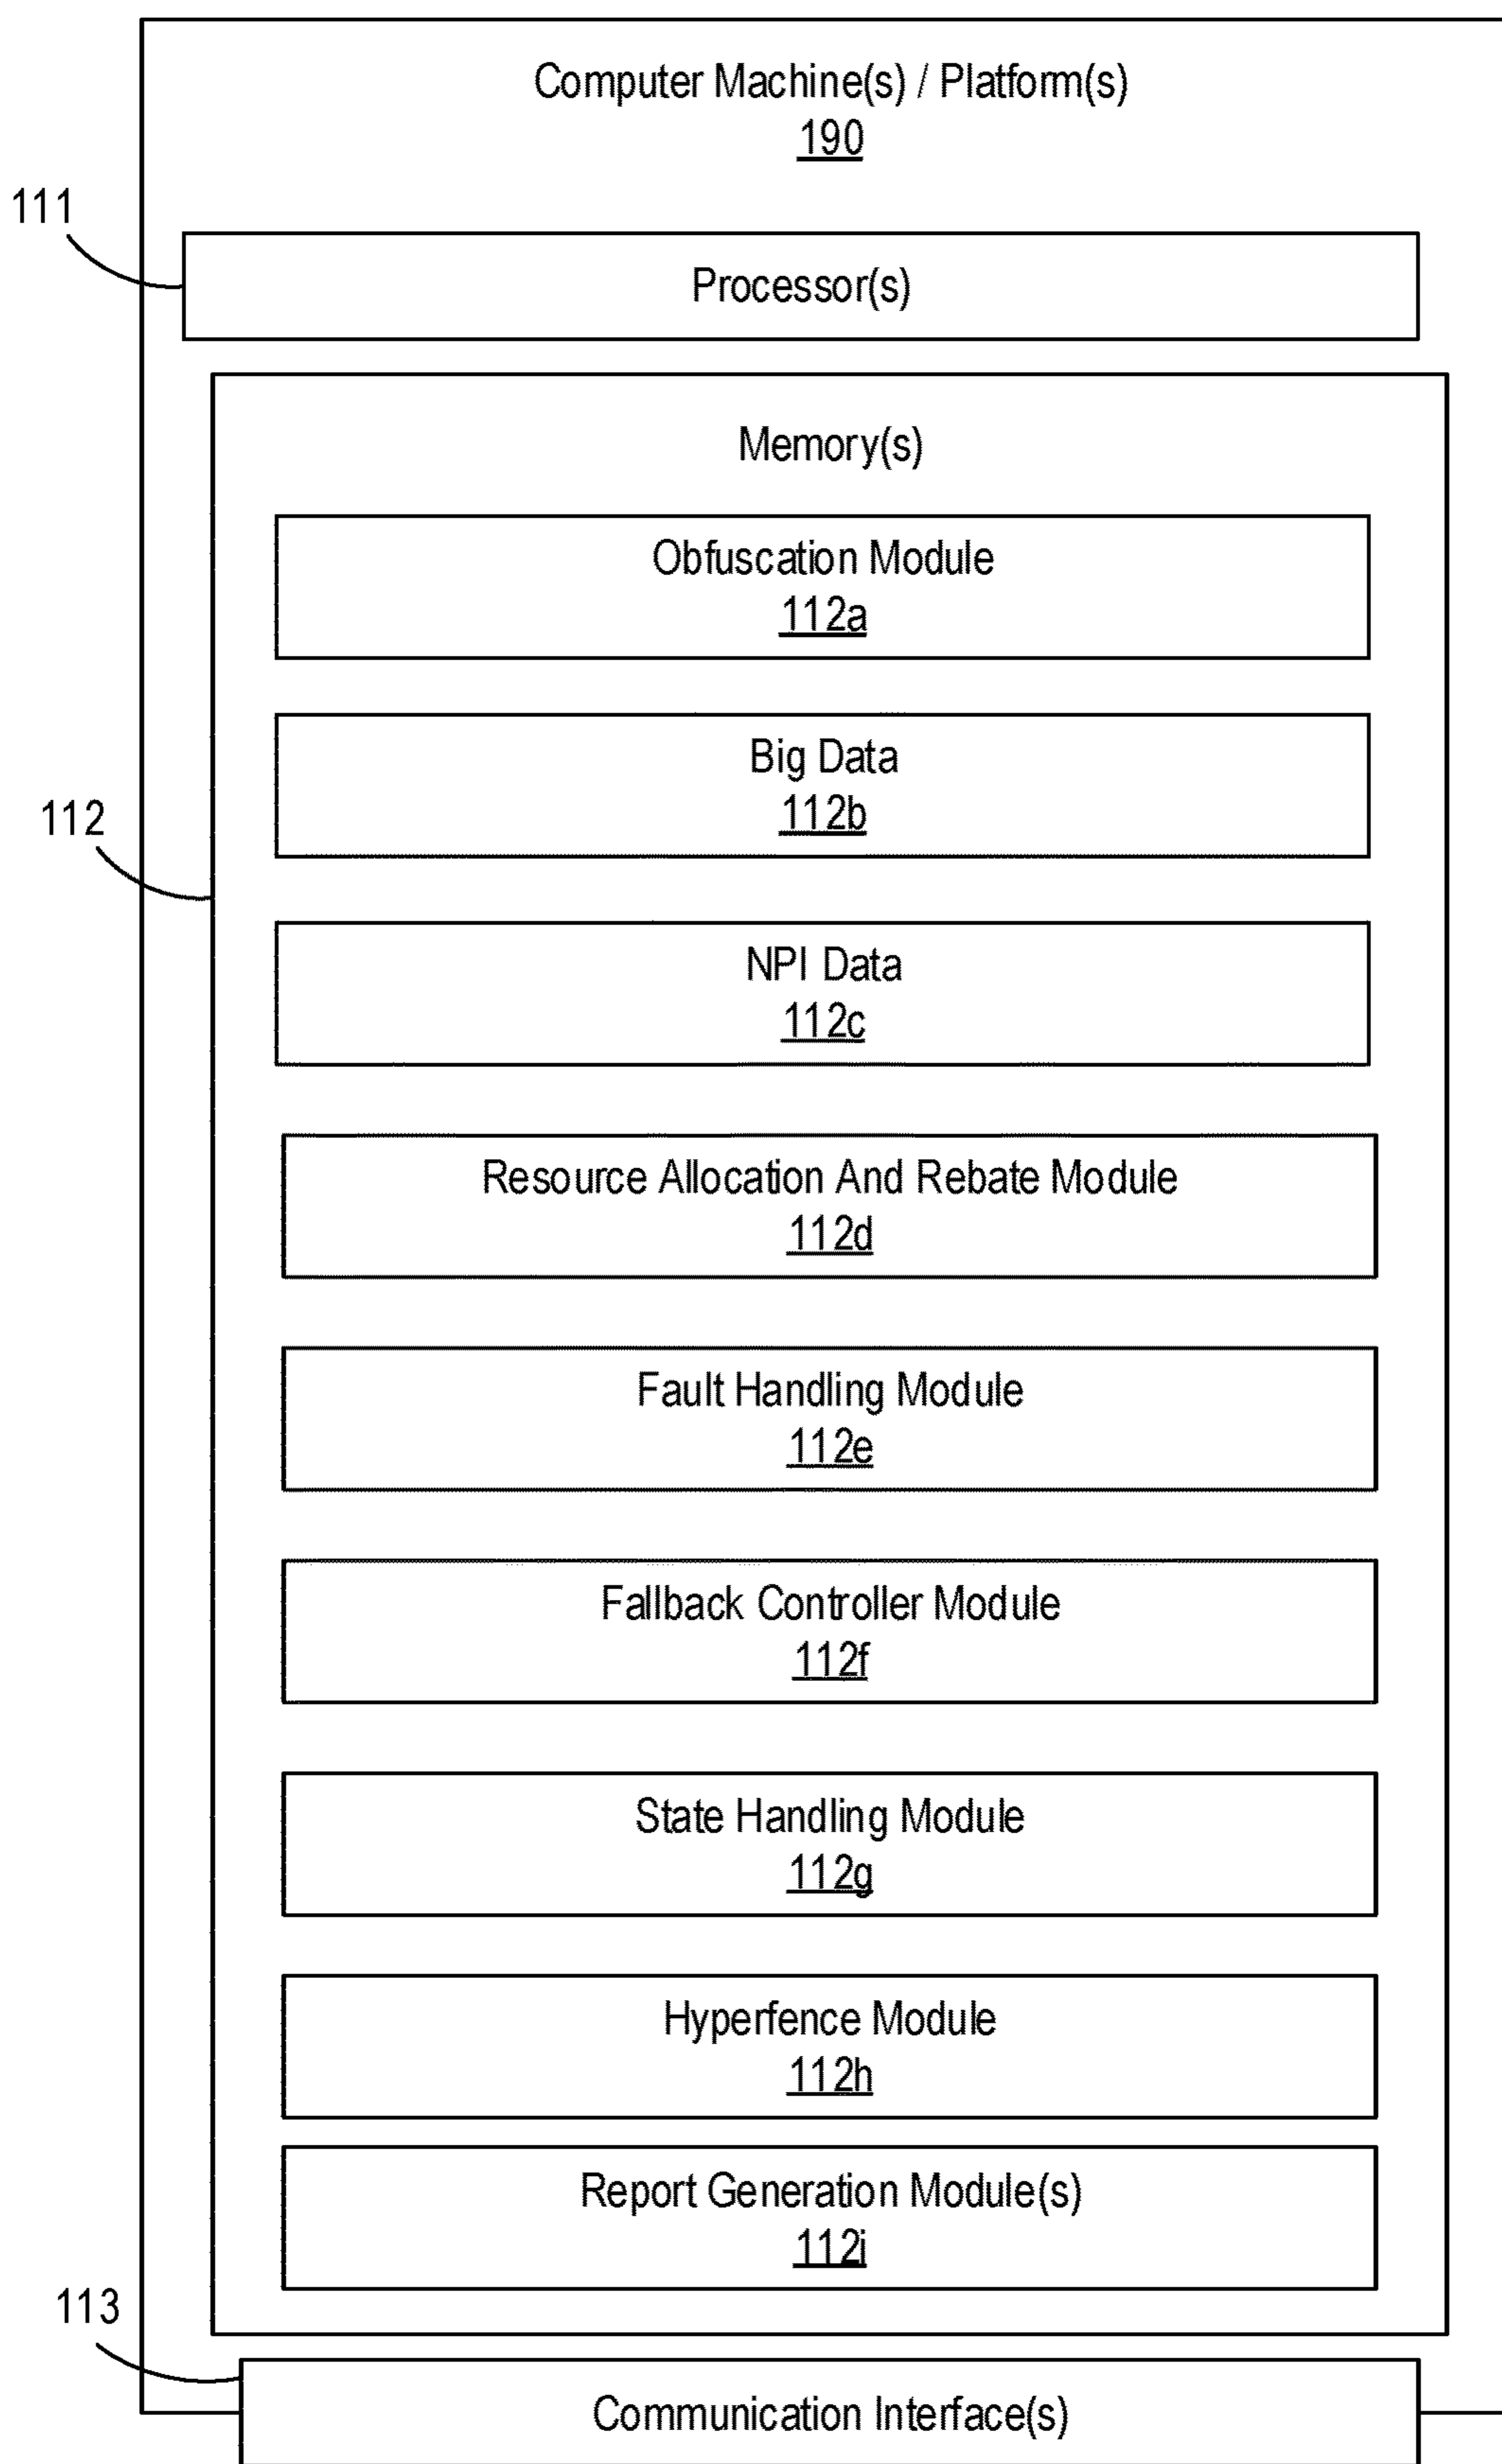 Computer Machine(s) / Platform(s)
190
111
Processor(s)
Memory(s)
Obfuscation Module
112a
Big Data
112b
112
NPI Data
112c
Resource Allocation And Rebate Module
112d
Fault Handling Module
112e
Fallback Controller Module
112f
State Handling Module
112g
Hyperfence Module
112h
Report Generation Module(s)
112i
113
Communication Interface(s)